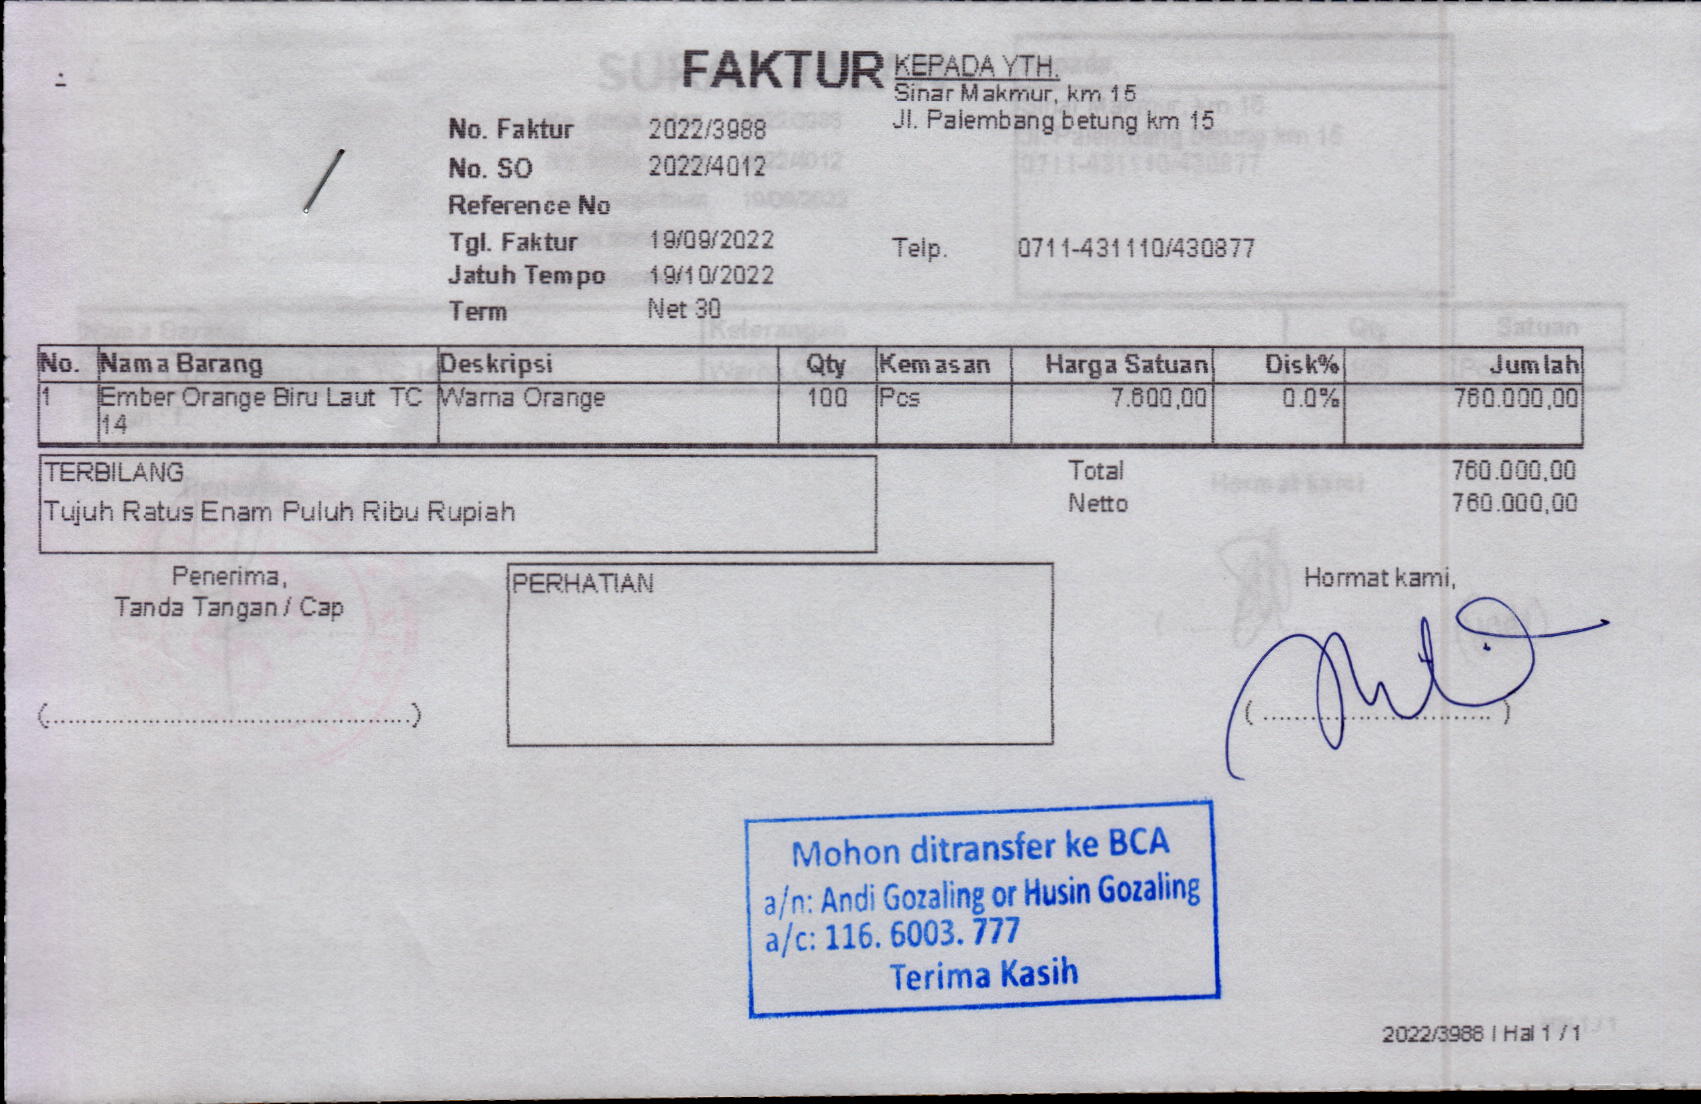 FAKTUR
KEPADA YTH.
Sinar Makmur, km 15
Jl. Palembang betung km 15
No. Faktur 2022/3988
No. SO 2022/4012
Reference No
Tgl. Faktur 19/09/2022
Telp. 0711-431110/430877
Jatuh Tempo 19/10/2022
Term Net 30
No. Nama Barang Deskripsi Qty Kemasan Harga Satuan Disk% Jumlah
1 Ember Orange Biru Laut TC Warna Orange 100 Pcs 7.600,00 0.0% 760.000,00
14
TERBILANG Total 760.000,00
Tujuh Ratus Enam Puluh Ribu Rupiah Netto 760.000,00
Penerima,
Tanda Tangan / Cap
PERHATIAN
Hormat kami,
Mohon ditransfer ke BCA
a/n: Andi Gozaling or Husin Gozaling
a/c: 116. 6003. 777
Terima Kasih
2022/3988 | Hal 1 / 1